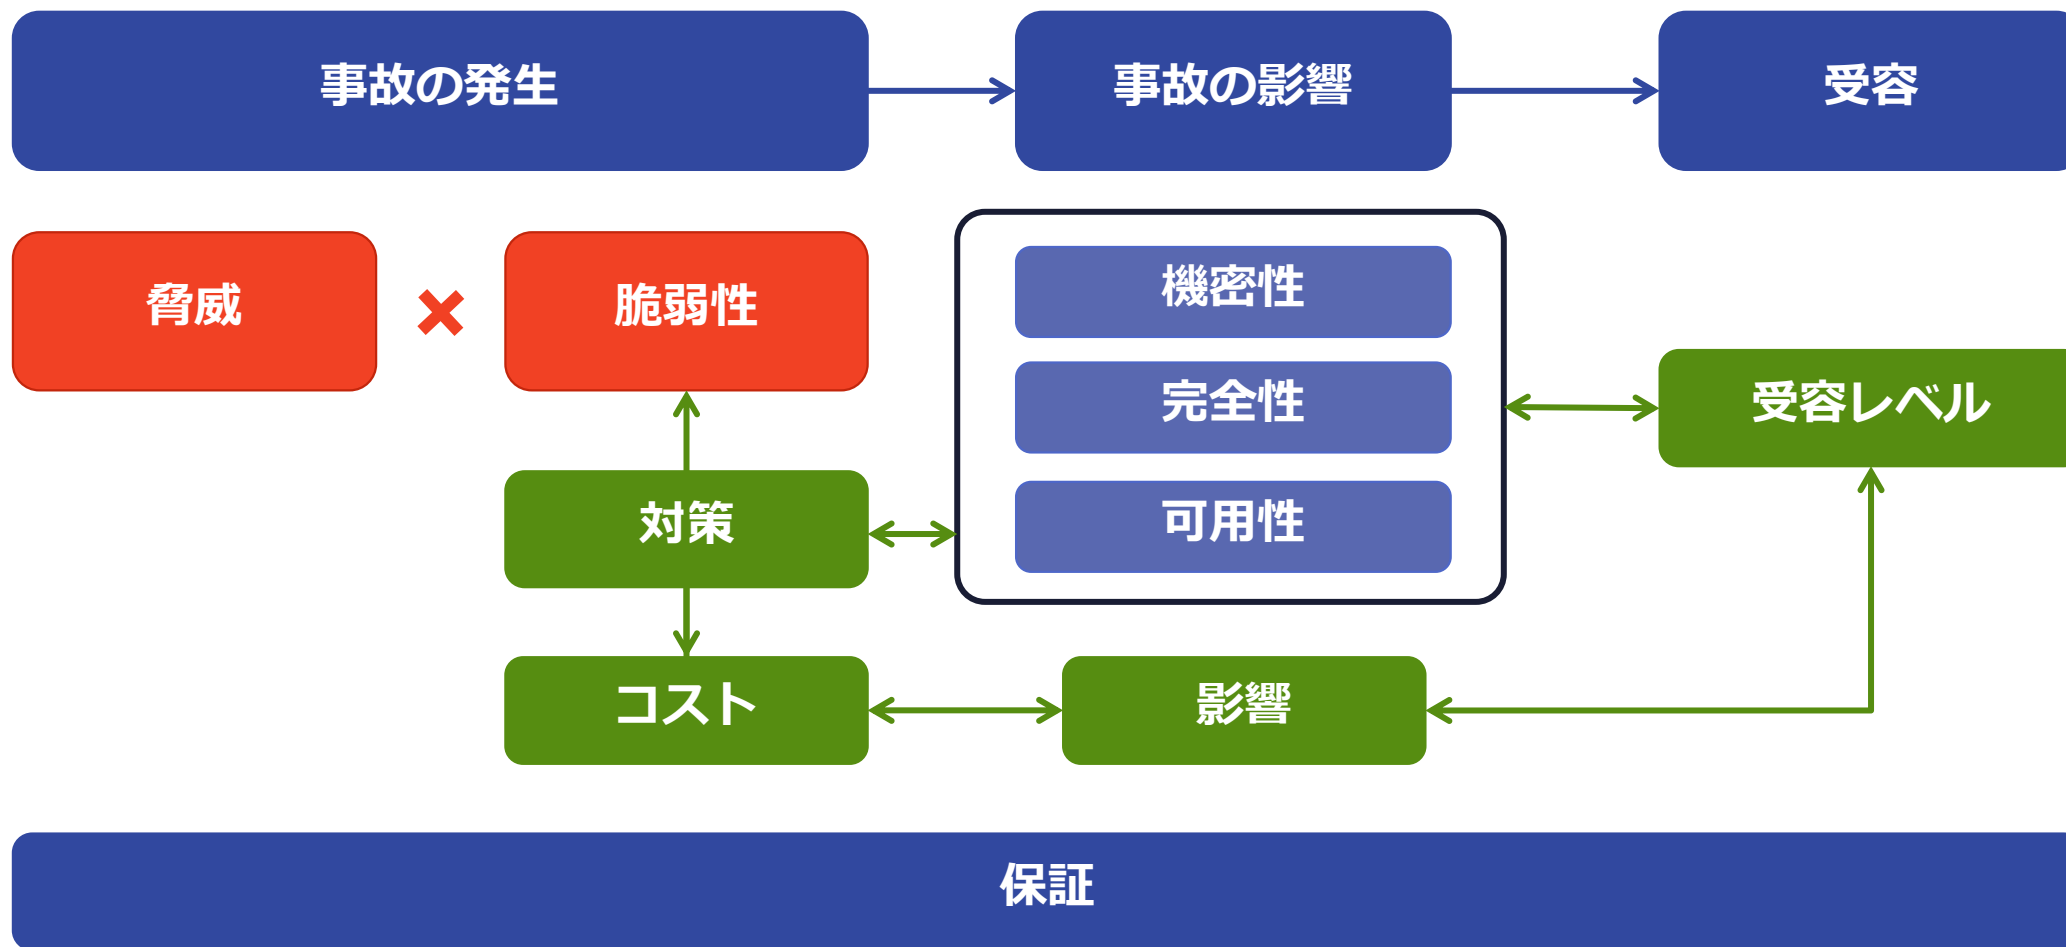 事故の発生
事故の影響
受容
脅威
脆弱性
機密性
完全性
可用性
受容レベル
対策
コスト
影響
保証